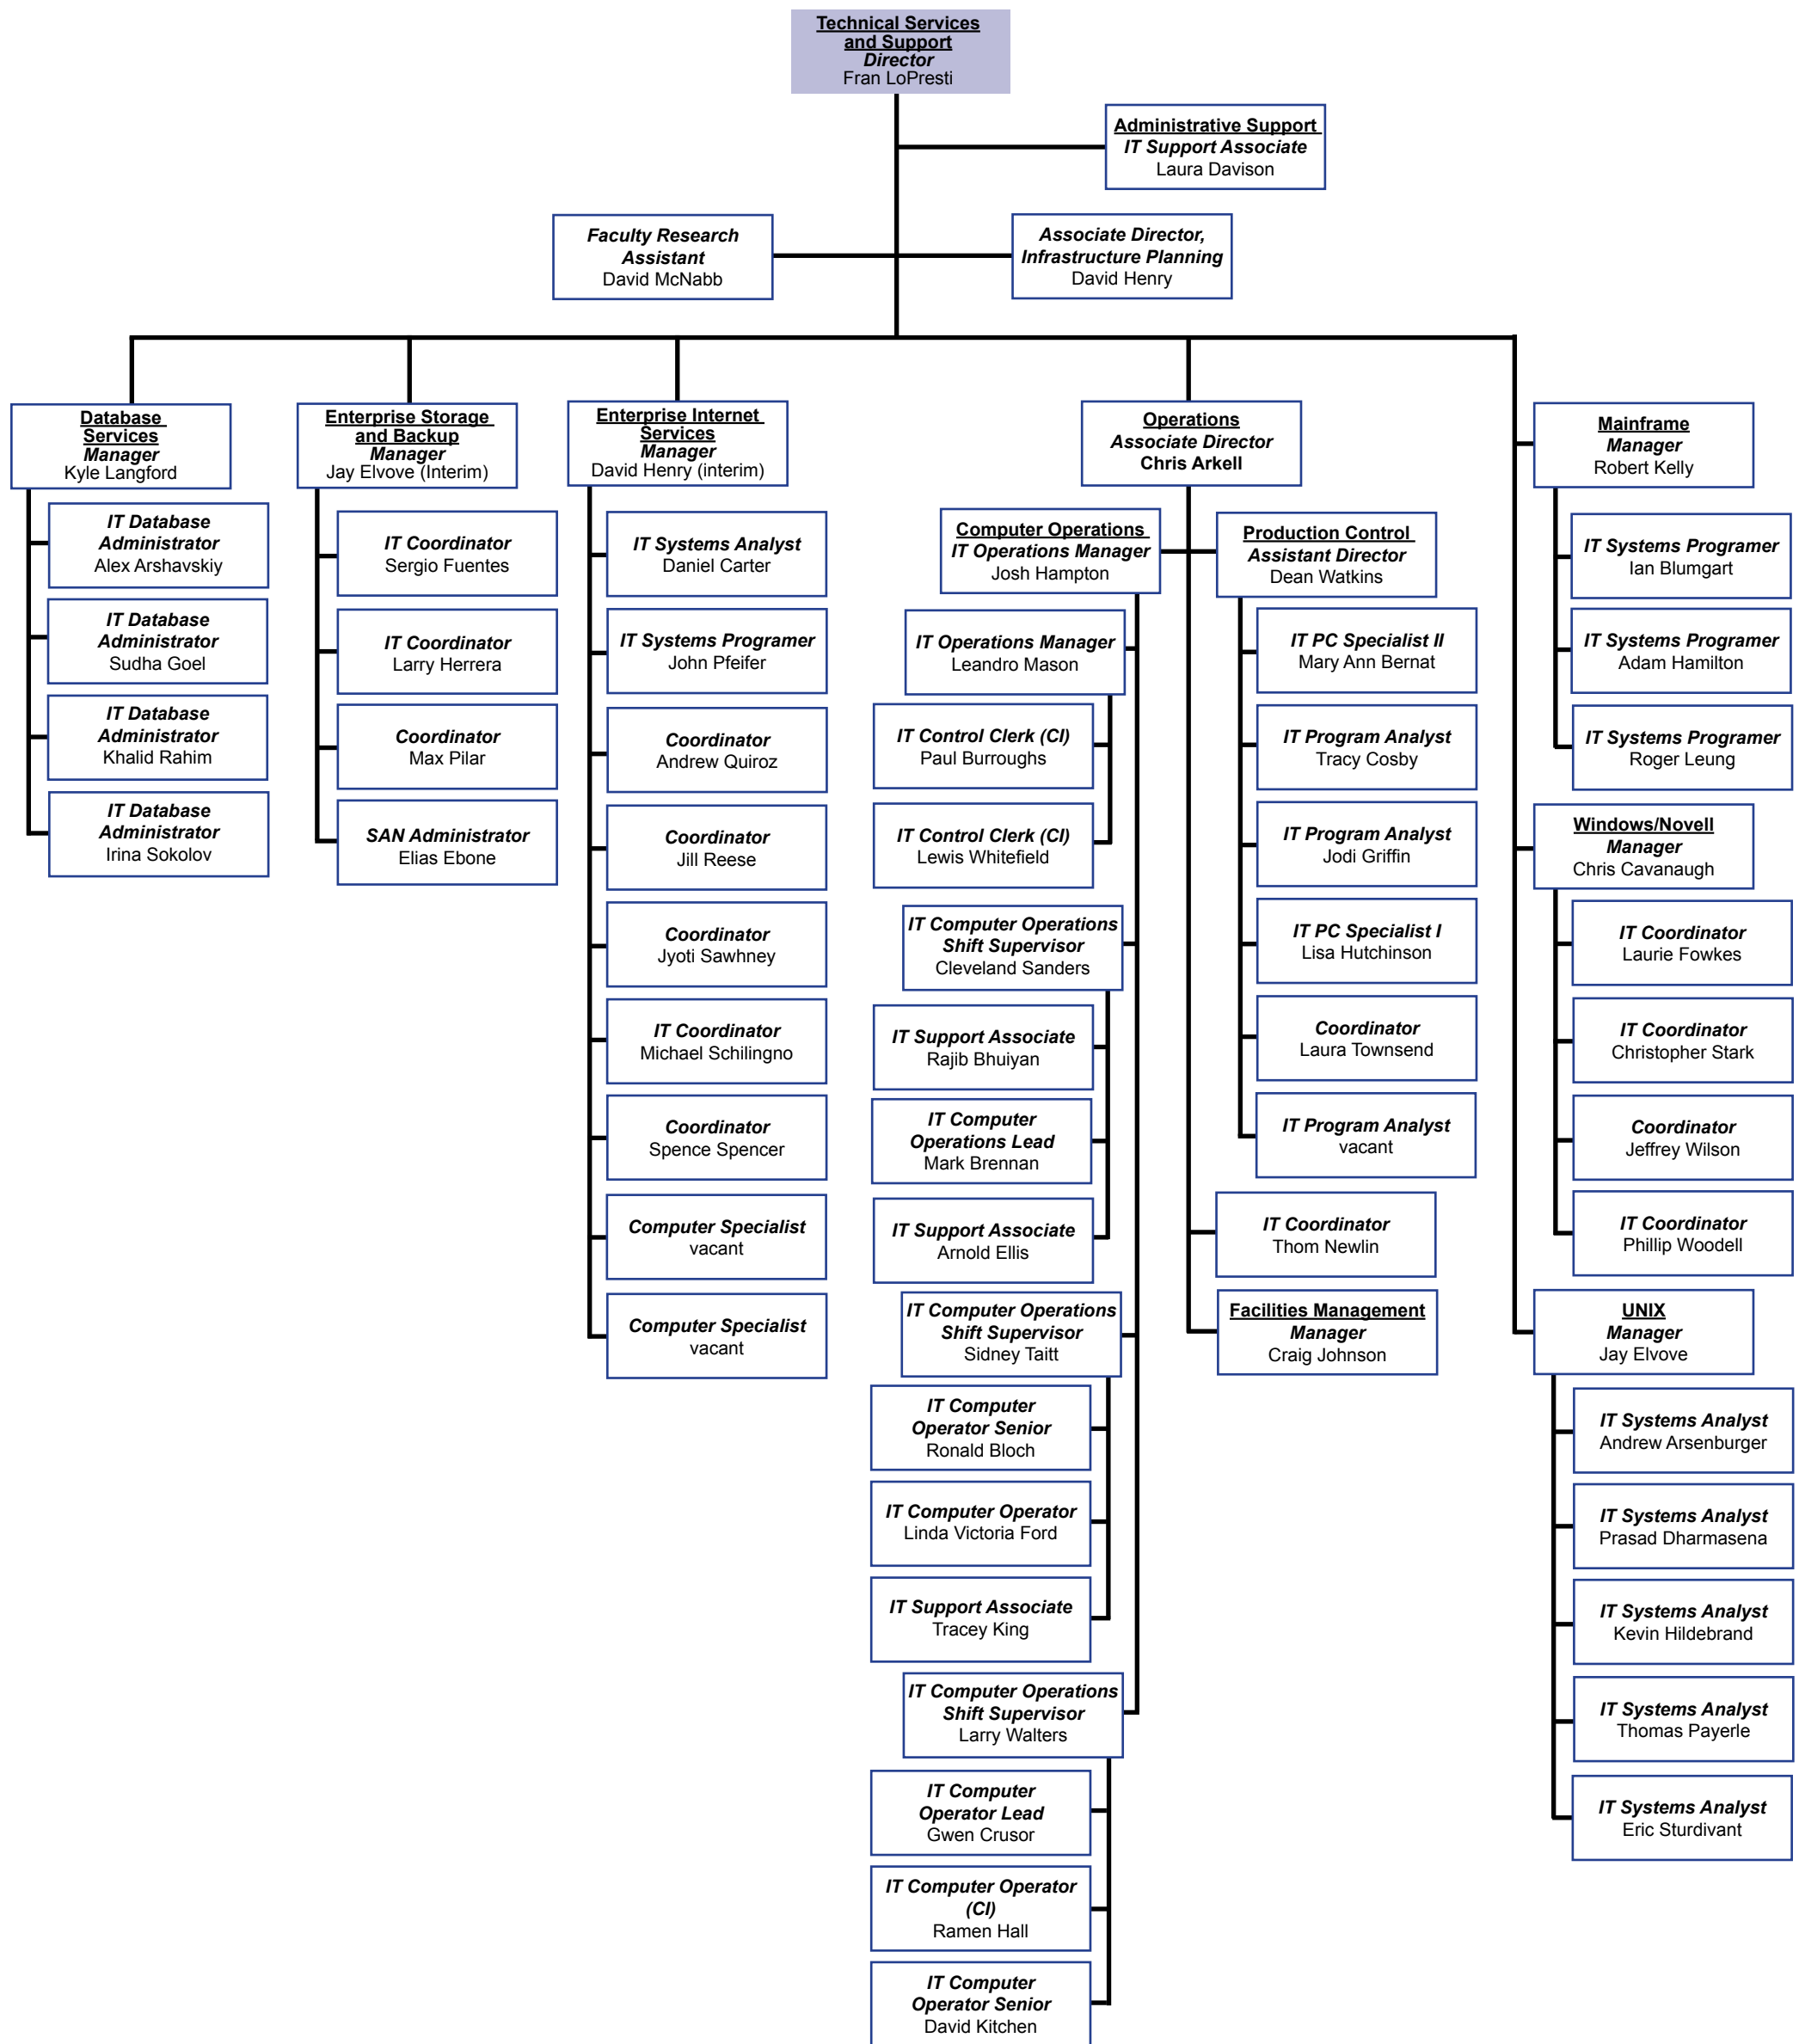 Technical Services
and Support
Director
Fran LoPresti
Administrative Support
IT Support Associate
Laura Davison
Faculty Research
Assistant
David McNabb
Associate Director,
Infrastructure Planning
David Henry
Database
Services
Manager
Kyle Langford
IT Database
Administrator
Alex Arshavskiy
IT Database
Administrator
Sudha Goel
IT Database
Administrator
Khalid Rahim
IT Database
Administrator
Irina Sokolov
Enterprise Storage
and Backup
Manager
Jay Elvove (Interim)
IT Coordinator
Sergio Fuentes
IT Coordinator
Larry Herrera
Coordinator
Max Pilar
SAN Administrator
Elias Ebone
Enterprise Internet
Services
Manager
David Henry (interim)
IT Systems Analyst
Daniel Carter
IT Systems Programer
John Pfeifer
Coordinator
Andrew Quiroz
Coordinator
Jill Reese
Coordinator
Jyoti Sawhney
IT Coordinator
Michael Schilingno
Coordinator
Spence Spencer
Computer Specialist
vacant
Computer Specialist
vacant
Operations
Associate Director
Chris Arkell
Computer Operations
IT Operations Manager
Josh Hampton
IT Operations Manager
Leandro Mason
IT Control Clerk (CI)
Paul Burroughs
IT Control Clerk (CI)
Lewis Whitefield
IT Computer Operations
Shift Supervisor
Cleveland Sanders
IT Support Associate
Rajib Bhuiyan
IT Computer
Operations Lead
Mark Brennan
IT Support Associate
Arnold Ellis
IT Computer Operations
Shift Supervisor
Sidney Taitt
IT Computer
Operator Senior
Ronald Bloch
IT Computer Operator
Linda Victoria Ford
IT Support Associate
Tracey King
IT Computer Operations
Shift Supervisor
Larry Walters
IT Computer
Operator Lead
Gwen Crusor
IT Computer Operator
(CI)
Ramen Hall
IT Computer
Operator Senior
David Kitchen
Production Control
Assistant Director
Dean Watkins
IT PC Specialist II
Mary Ann Bernat
IT Program Analyst
Tracy Cosby
IT Program Analyst
Jodi Griffin
IT PC Specialist I
Lisa Hutchinson
Coordinator
Laura Townsend
IT Program Analyst
vacant
IT Coordinator
Thom Newlin
Facilities Management
Manager
Craig Johnson
Mainframe
Manager
Robert Kelly
IT Systems Programer
Ian Blumgart
IT Systems Programer
Adam Hamilton
IT Systems Programer
Roger Leung
Windows/Novell
Manager
Chris Cavanaugh
IT Coordinator
Laurie Fowkes
IT Coordinator
Christopher Stark
Coordinator
Jeffrey Wilson
IT Coordinator
Phillip Woodell
UNIX
Manager
Jay Elvove
IT Systems Analyst
Andrew Arsenburger
IT Systems Analyst
Prasad Dharmasena
IT Systems Analyst
Kevin Hildebrand
IT Systems Analyst
Thomas Payerle
IT Systems Analyst
Eric Sturdivant